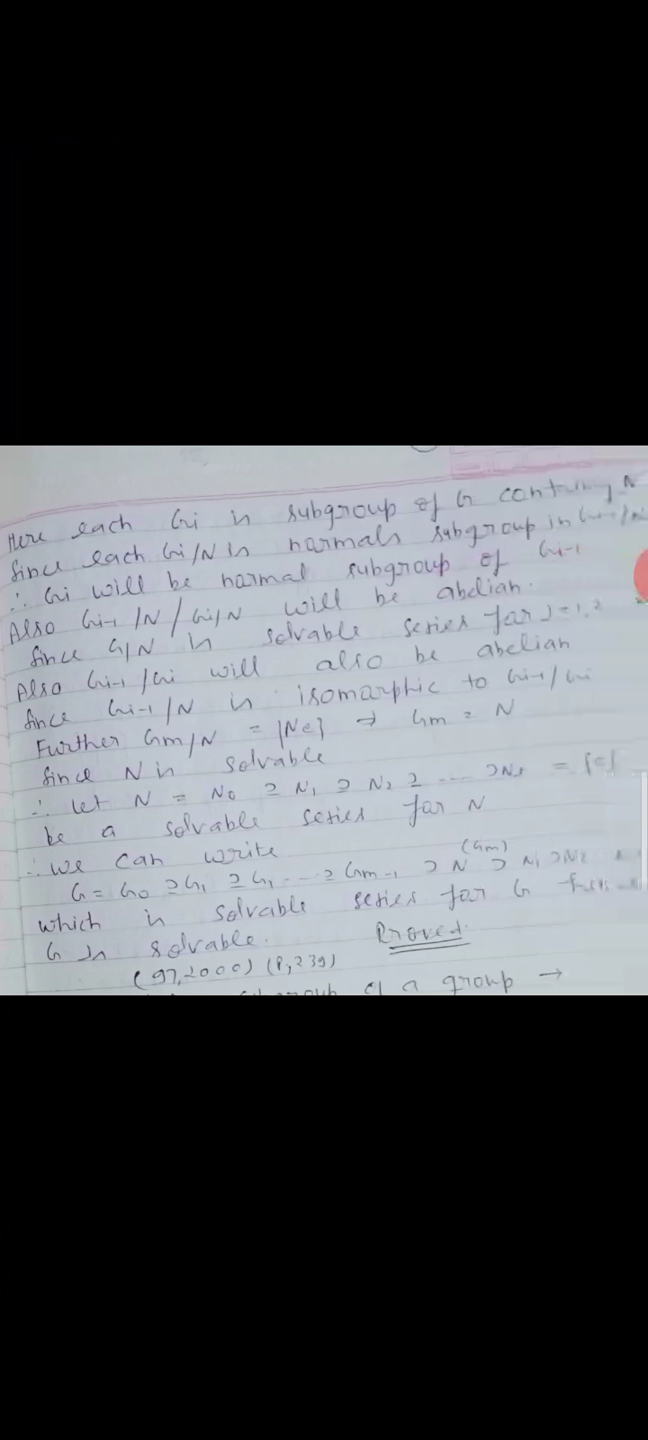 Here each Gi is subgroup of G containing N
Since each Gi/N is normals subgroup in Gi-1/N
∴ Gi will be normal subgroup of Gi-1
Also Gi-1/N / Gi/N will be abelian.
Since G/N is solvable series for J=1,2
Also Gi-1/Gi will also be abelian
Since Gi-1/N is isomorphic to Gi-1/Gi
Further Gm/N = {Ne} ⇒ Gm = N
Since N is solvable
∴ let N = N0 ⊇ N1 ⊇ N2 ⊇ ---- ⊃Ns = {e}
be a solvable series for N
∴ we can write
(Gm)
G = G0 ⊇G1 ⊇G1 --- ⊇ Gm-1 ⊃ N ⊃ N1 ⊃N2
which is solvable series for G
G is solvable. Proved.
(97,2000) (P,239)
of a group →